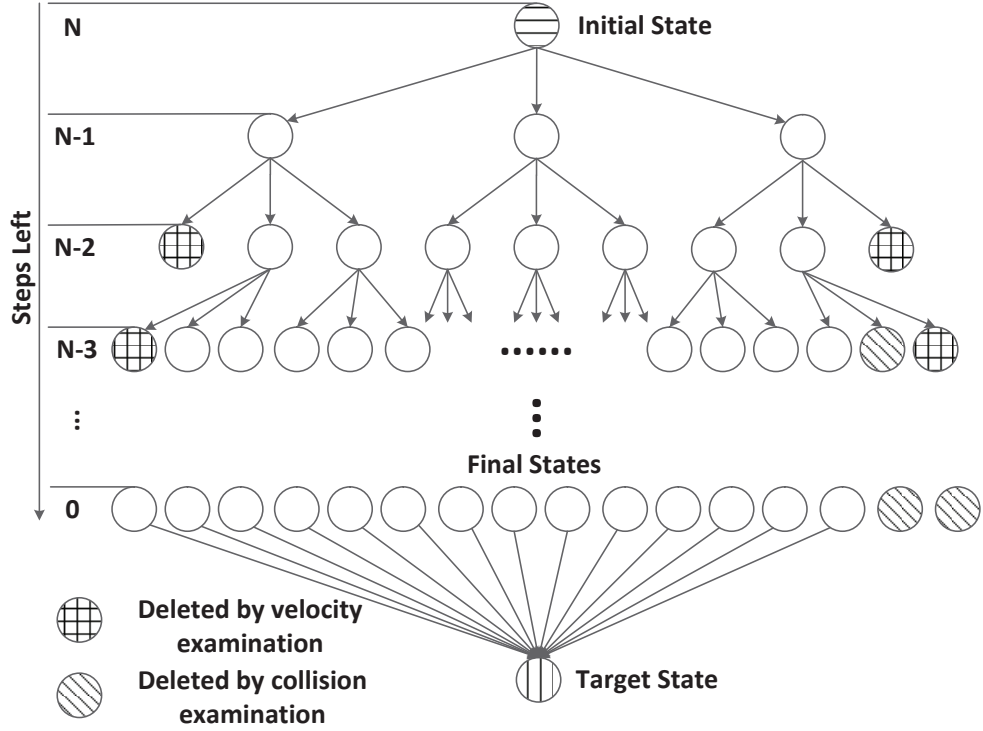 N
Initial State
N-1
N-2
Steps Left
N-3
......
...
...
Final States
0
Deleted by velocity
examination
Target State
Deleted by collision
examination